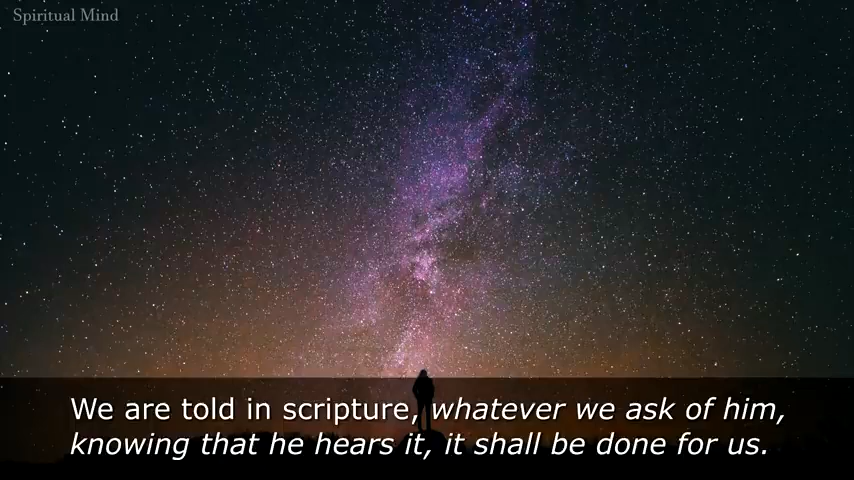 Spiritual Mind
We are told in scripture, whatever we ask of him,
knowing that he hears it, it shall be done for us.